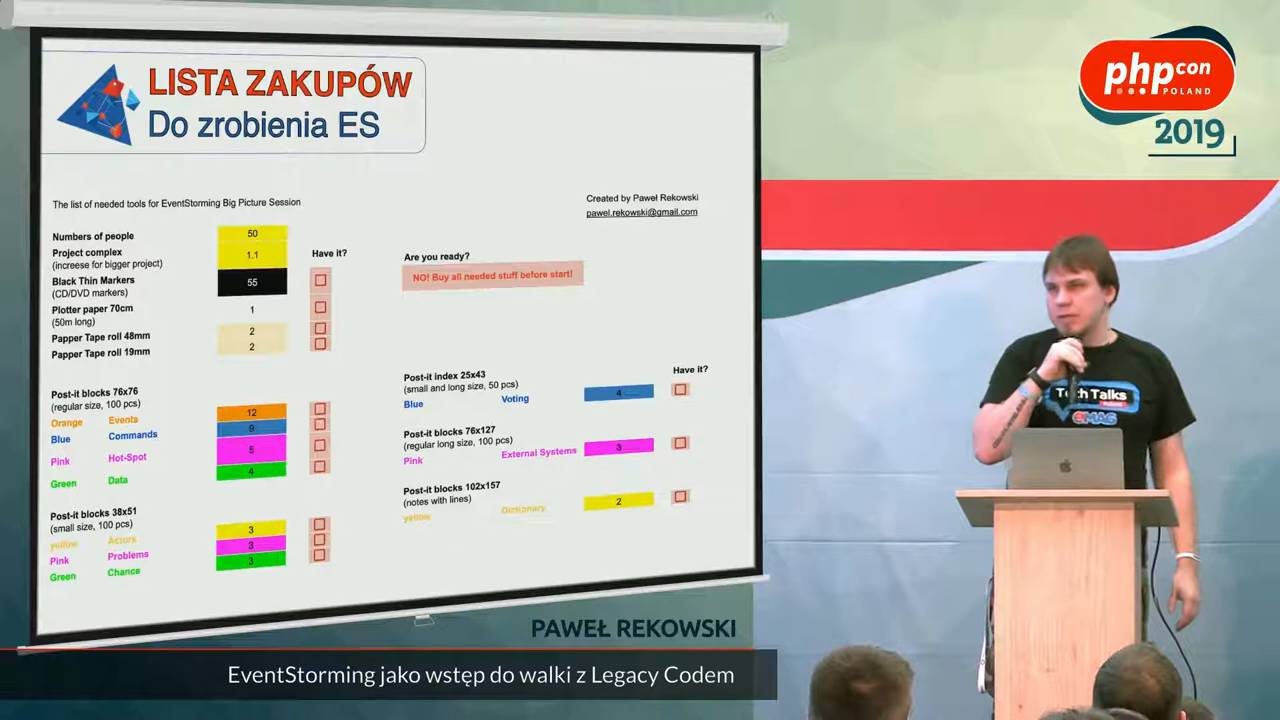 LISTA ZAKUPÓW
Do zrobienia ES
The list of needed tools for EventStorming Big Picture Session
Created by Paweł Rekowski
pawel.rekowski@gmail.com
Numbers of people 50
Project complex 1.1 Have it?
(increese for bigger project)
Black Thin Markers 55
(CD/DVD markers)
Plotter paper 70cm 1
(50m long)
Papper Tape roll 48mm 2
Papper Tape roll 19mm 2
Are you ready?
NO! Buy all needed stuff before start!
Post-it blocks 76x76
(regular size, 100 pcs)
Orange Events 12
Blue Commands 9
Pink Hot-Spot 5
Green Data 4
Post-it blocks 38x51
(small size, 100 pcs)
yellow Actors 3
Pink Problems 3
Green Chance 3
Post-it index 25x43 Have it?
(small and long size, 50 pcs)
Blue Voting 4
Post-it blocks 76x127
(regular long size, 100 pcs)
Pink External Systems 3
Post-it blocks 102x157
(notes with lines)
yellow Dictionary 2
phpcon
POLAND
2019
Tech Talks
eMAG
PAWEŁ REKOWSKI
EventStorming jako wstęp do walki z Legacy Codem